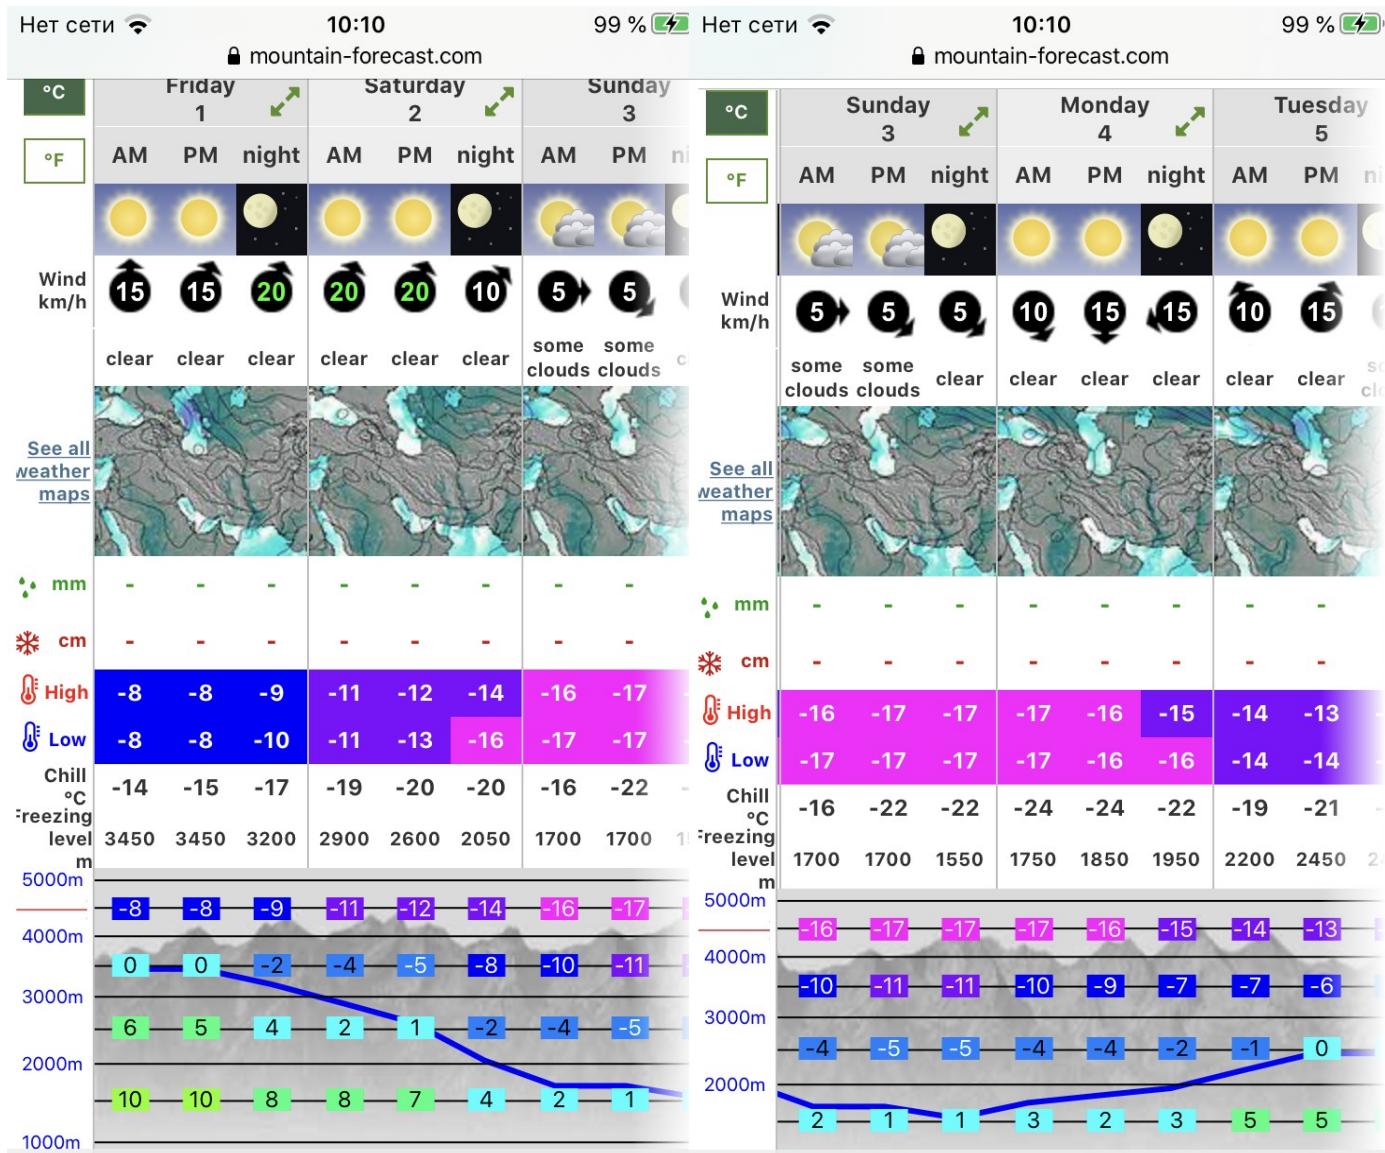 Нет сети 10:10 99 %
mountain-forecast.com
°C Friday Saturday Sunday
1 2 3
°F AM PM night AM PM night AM PM
Wind km/h 15 15 20 20 20 10 5 5
clear clear clear clear clear clear some clouds some clouds
See all
weather
maps
mm - - - - - - - -
cm - - - - - - - -
High -8 -8 -9 -11 -12 -14 -16 -17
Low -8 -8 -10 -11 -13 -16 -17 -17
Chill °C -14 -15 -17 -19 -20 -20 -16 -22
Freezing level m 3450 3450 3200 2900 2600 2050 1700 1700
5000m
-8 -8 -9 -11 -12 -14 -16 -17
4000m
0 0 -2 -4 -5 -8 -10 -11
3000m
6 5 4 2 1 -2 -4 -5
2000m
10 10 8 8 7 4 2 1
1000m
Нет сети 10:10 99 %
mountain-forecast.com
°C Sunday Monday Tuesday
3 4 5
°F AM PM night AM PM night AM PM
Wind km/h 5 5 5 10 15 15 10 15
some clouds some clouds clear clear clear clear clear clear
See all
weather
maps
mm - - - - - - - -
cm - - - - - - - -
High -16 -17 -17 -17 -16 -15 -14 -13
Low -17 -17 -17 -17 -16 -16 -14 -14
Chill °C -16 -22 -22 -24 -24 -22 -19 -21
Freezing level m 1700 1700 1550 1750 1850 1950 2200 2450
5000m
-16 -17 -17 -17 -16 -15 -14 -13
4000m
-10 -11 -11 -10 -9 -7 -7 -6
3000m
-4 -5 -5 -4 -4 -2 -1 0
2000m
2 1 1 3 2 3 5 5